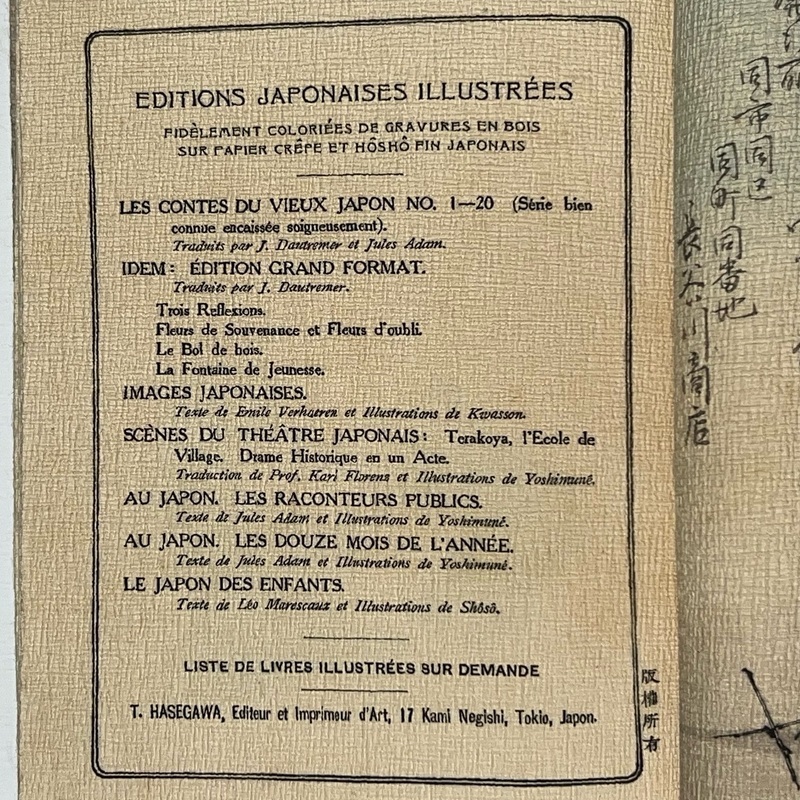 EDITIONS JAPONAISES ILLUSTRÉES
FIDÈLEMENT COLORIÉES DE GRAVURES EN BOIS
SUR PAPIER CRÊPE ET HÔSHÔ FIN JAPONAIS
LES CONTES DU VIEUX JAPON NO. 1—20 (Série bien
connue encaissée soigneusement).
Traduits par J. Dautremer et Jules Adam.
IDEM: ÉDITION GRAND FORMAT.
Traduits par J. Dautremer.
Trois Reflexions.
Fleurs de Souvenance et Fleurs d'oubli.
Le Bol de bois.
La Fontaine de Jeunesse.
IMAGES JAPONAISES.
Texte de Emile Verhaeren et Illustrations de Kwasson.
SCÈNES DU THÉÂTRE JAPONAIS: Terakoya, l'Ecole de
Village. Drame Historique en un Acte.
Traduction de Prof. Karl Florenz et Illustrations de Yoshimuné.
AU JAPON. LES RACONTEURS PUBLICS.
Texte de Jules Adam et Illustrations de Yoshimuné.
AU JAPON. LES DOUZE MOIS DE L'ANNÉE.
Texte de Jules Adam et Illustrations de Yoshimuné.
LE JAPON DES ENFANTS.
Texte de Léo Marescaux et Illustrations de Shôsô.
LISTE DE LIVRES ILLUSTRÉES SUR DEMANDE
T. HASEGAWA, Editeur et Imprimeur d'Art, 17 Kami Negishi, Tokio, Japon.
版權所有
同市同区
同町同番地
長谷川商店